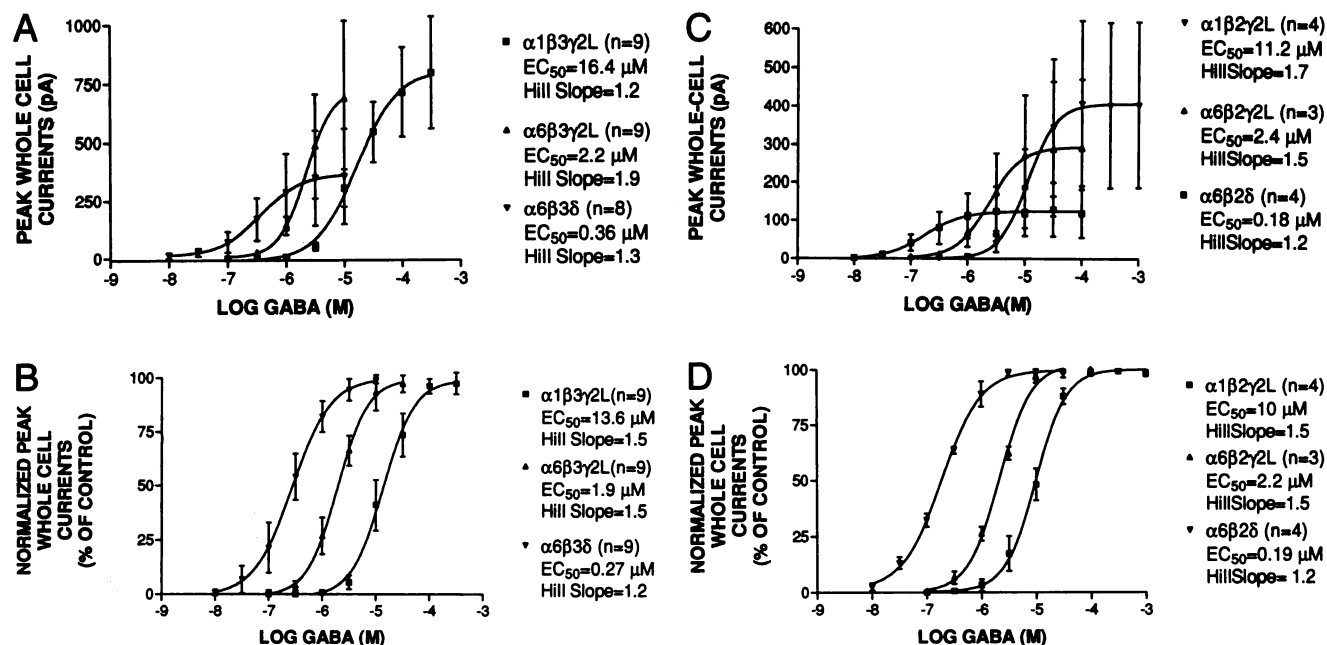 A
PEAK WHOLE CELL
CURRENTS (pA)
1000
750
500
250
0
-9 -8 -7 -6 -5 -4 -3
LOG GABA (M)
α1β3γ2L (n=9)
EC50=16.4 μM
Hill Slope=1.2
α6β3γ2L (n=9)
EC50=2.2 μM
Hill Slope=1.9
α6β3δ (n=8)
EC50=0.36 μM
Hill Slope=1.3
C
PEAK WHOLE-CELL
CURRENTS (pA)
600
500
400
300
200
100
0
-9 -8 -7 -6 -5 -4 -3
LOG GABA(M)
α1β2γ2L (n=4)
EC50=11.2 μM
HillSlope=1.7
α6β2γ2L (n=3)
EC50=2.4 μM
HillSlope=1.5
α6β2δ (n=4)
EC50=0.18 μM
HillSlope=1.2
B
NORMALIZED PEAK
WHOLE CELL
CURRENTS
(% OF CONTROL)
100
75
50
25
0
-9 -8 -7 -6 -5 -4 -3
LOG GABA (M)
α1β3γ2L(n=9)
EC50=13.6 μM
Hill Slope=1.5
α6β3γ2L(n=9)
EC50=1.9 μM
Hill Slope=1.5
α6β3δ (n=9)
EC50=0.27 μM
Hill Slope=1.2
D
NORMALIZED PEAK
WHOLE CELL
CURRENTS
(% OF CONTROL)
100
75
50
25
0
-9 -8 -7 -6 -5 -4 -3
LOG GABA (M)
α1β2γ2L (n=4)
EC50=10 μM
HillSlope=1.5
α6β2γ2L (n=3)
EC50=2.2 μM
HillSlope=1.5
α6β2δ (n=4)
EC50=0.19 μM
HillSlope= 1.2